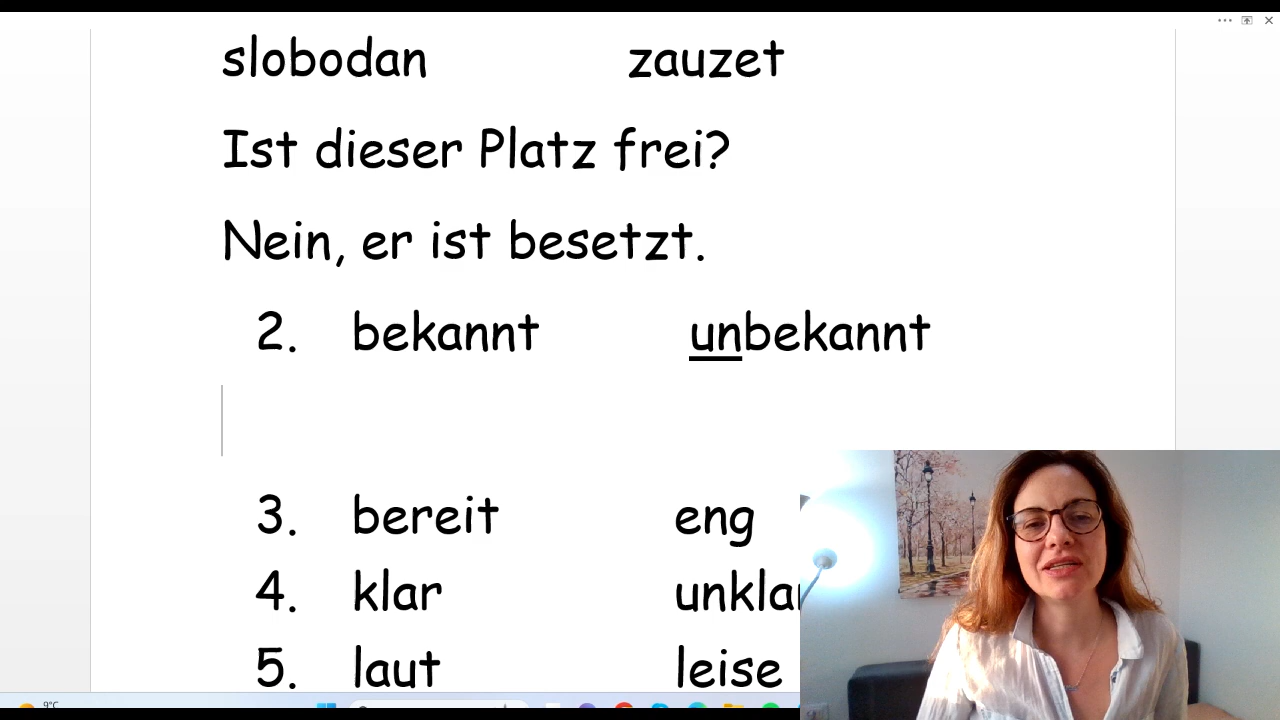 slobodan zauzet
Ist dieser Platz frei?
Nein, er ist besetzt.
2. bekannt unbekannt
3. bereit eng
4. klar
5. laut leise
9°C